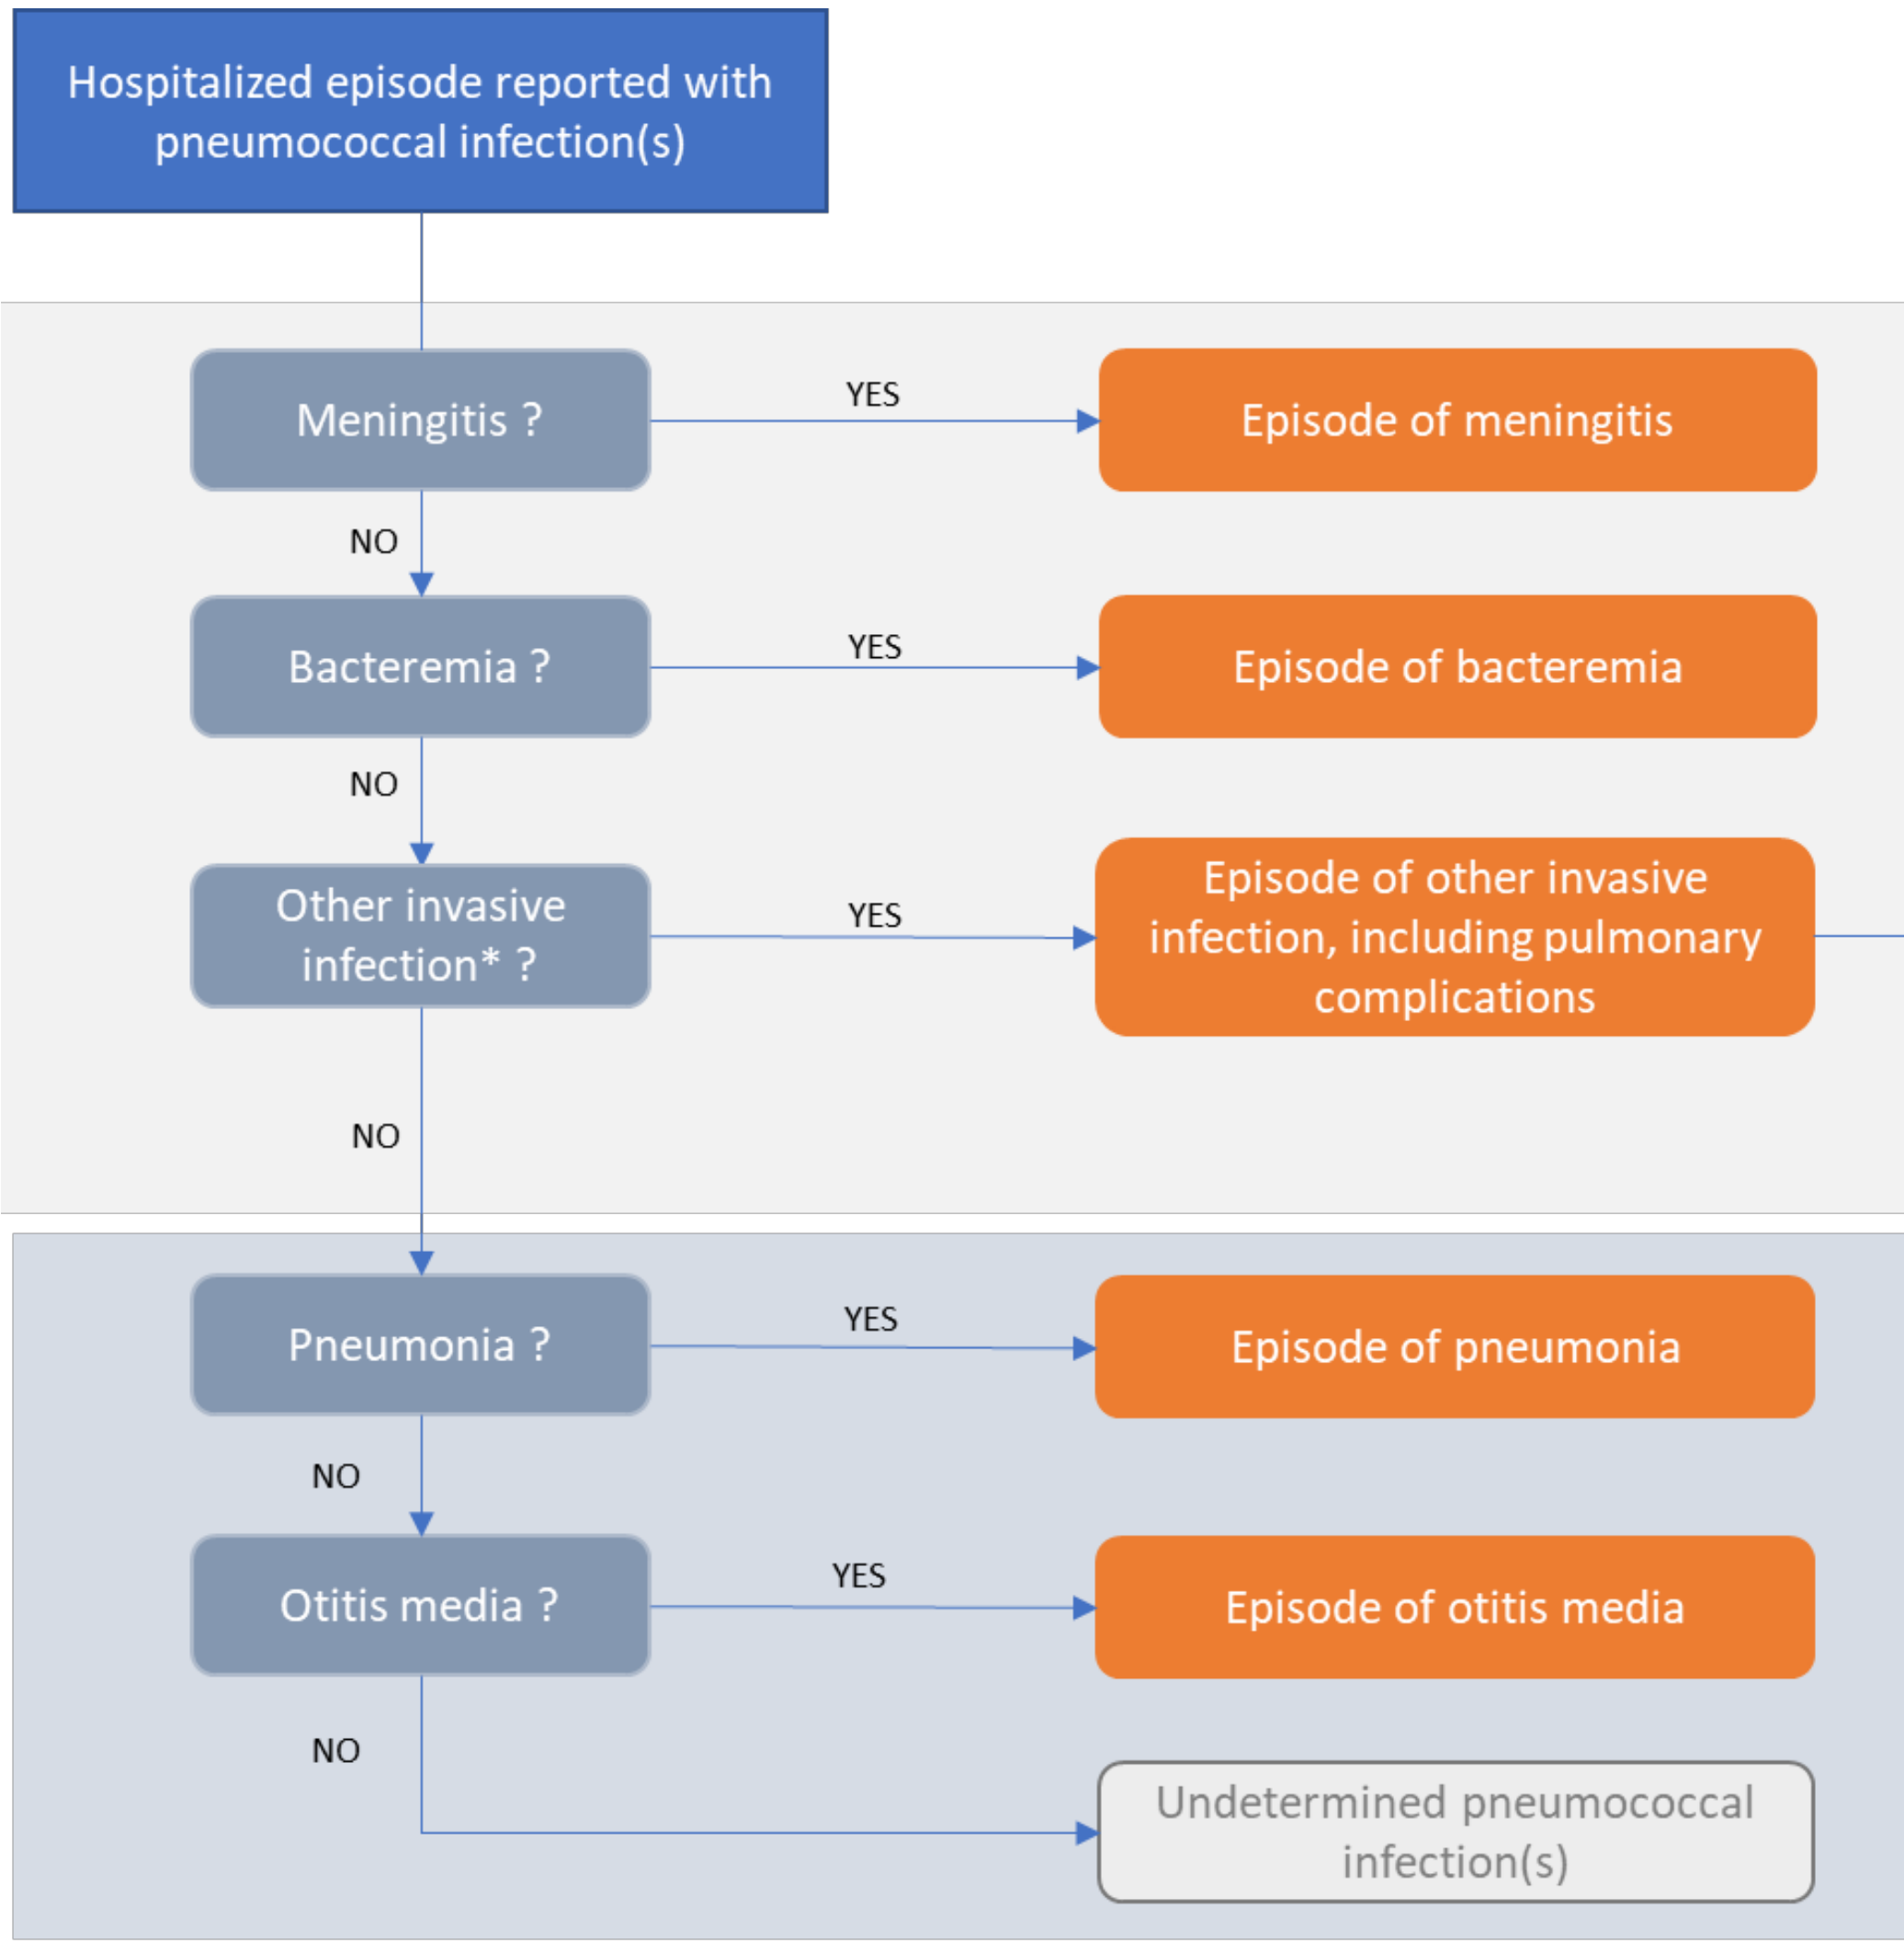 Hospitalized episode reported with
pneumococcal infection(s)
Meningitis ?
YES
Episode of meningitis
NO
Bacteremia ?
YES
Episode of bacteremia
NO
Other invasive
infection* ?
YES
Episode of other invasive
infection, including pulmonary
complications
NO
Pneumonia ?
YES
Episode of pneumonia
NO
Otitis media ?
YES
Episode of otitis media
NO
Undetermined pneumococcal
infection(s)